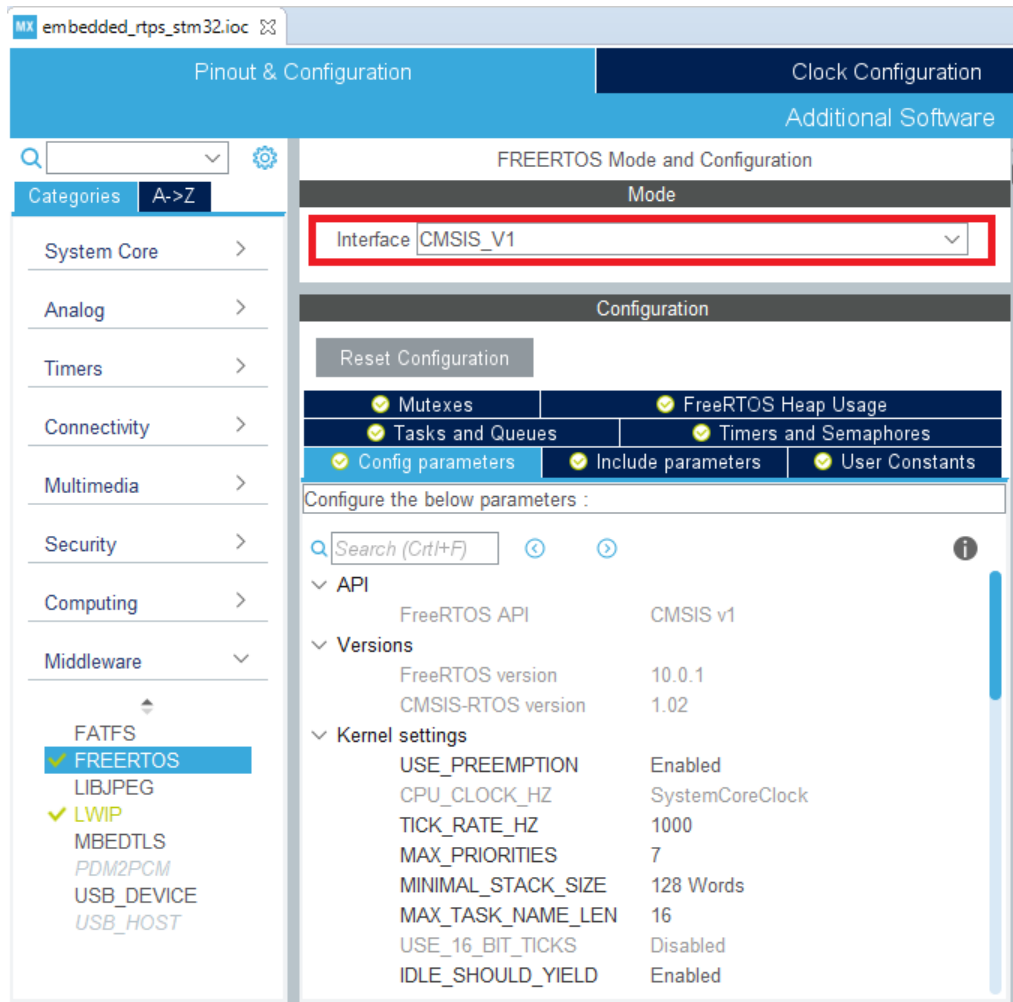 MX embedded_rtps_stm32.ioc
Pinout & Configuration
Clock Configuration
Additional Software
Categories
A->Z
System Core
Analog
Timers
Connectivity
Multimedia
Security
Computing
Middleware
FATFS
FREERTOS
LIBJPEG
LWIP
MBEDTLS
PDM2PCM
USB_DEVICE
USB_HOST
FREERTOS Mode and Configuration
Mode
Interface CMSIS_V1
Configuration
Reset Configuration
Mutexes
FreeRTOS Heap Usage
Tasks and Queues
Timers and Semaphores
Config parameters
Include parameters
User Constants
Configure the below parameters :
Search (Crtl+F)
API
FreeRTOS API CMSIS v1
Versions
FreeRTOS version 10.0.1
CMSIS-RTOS version 1.02
Kernel settings
USE_PREEMPTION Enabled
CPU_CLOCK_HZ SystemCoreClock
TICK_RATE_HZ 1000
MAX_PRIORITIES 7
MINIMAL_STACK_SIZE 128 Words
MAX_TASK_NAME_LEN 16
USE_16_BIT_TICKS Disabled
IDLE_SHOULD_YIELD Enabled